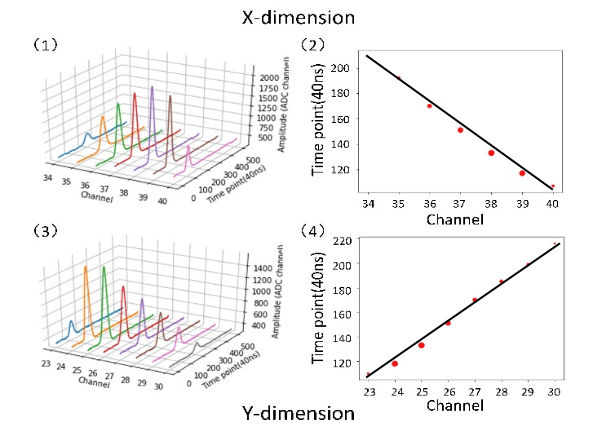 X-dimension
(1)
2000
1750
1500
1250
1000
750
500
Amplitude (ADC channel)
34 35 36 37 38 39 40
Channel
0 100 200 300 400 500
Time point(40ns)
(2)
200
180
160
140
120
Time point(40ns)
34 35 36 37 38 39 40
Channel
(3)
1400
1200
1000
800
600
400
Amplitude (ADC channel)
23 24 25 26 27 28 29 30
Channel
0 100 200 300 400 500
Time point(40ns)
(4)
220
200
180
160
140
120
Time point(40ns)
23 24 25 26 27 28 29 30
Channel
Y-dimension